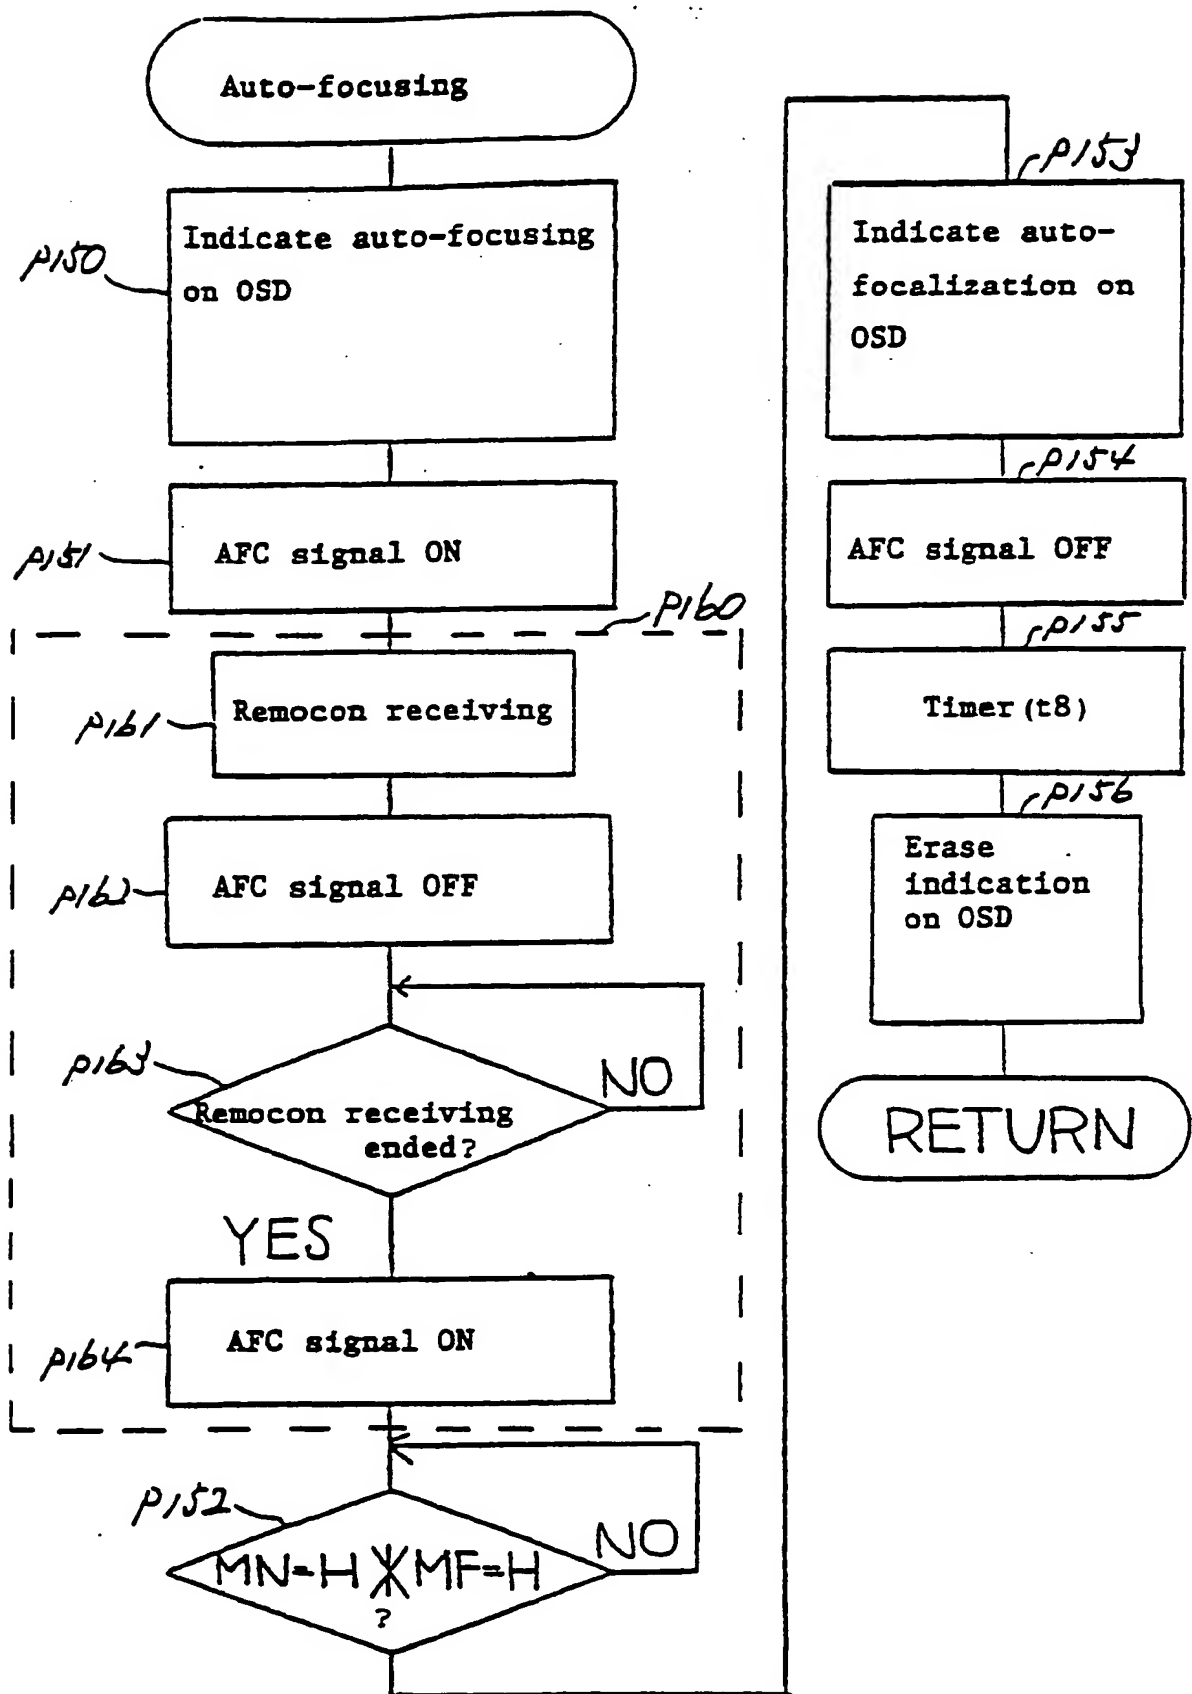 Auto-focusing
p150
Indicate auto-focusing
on OSD
p151
AFC signal ON
p160
p161
Remocon receiving
p162
AFC signal OFF
p163
Remocon receiving
ended?
NO
YES
p164
AFC signal ON
p152
MN=H * MF=H
?
NO
p153
Indicate auto-
focalization on
OSD
p154
AFC signal OFF
p155
Timer (t8)
p156
Erase
indication
on OSD
RETURN